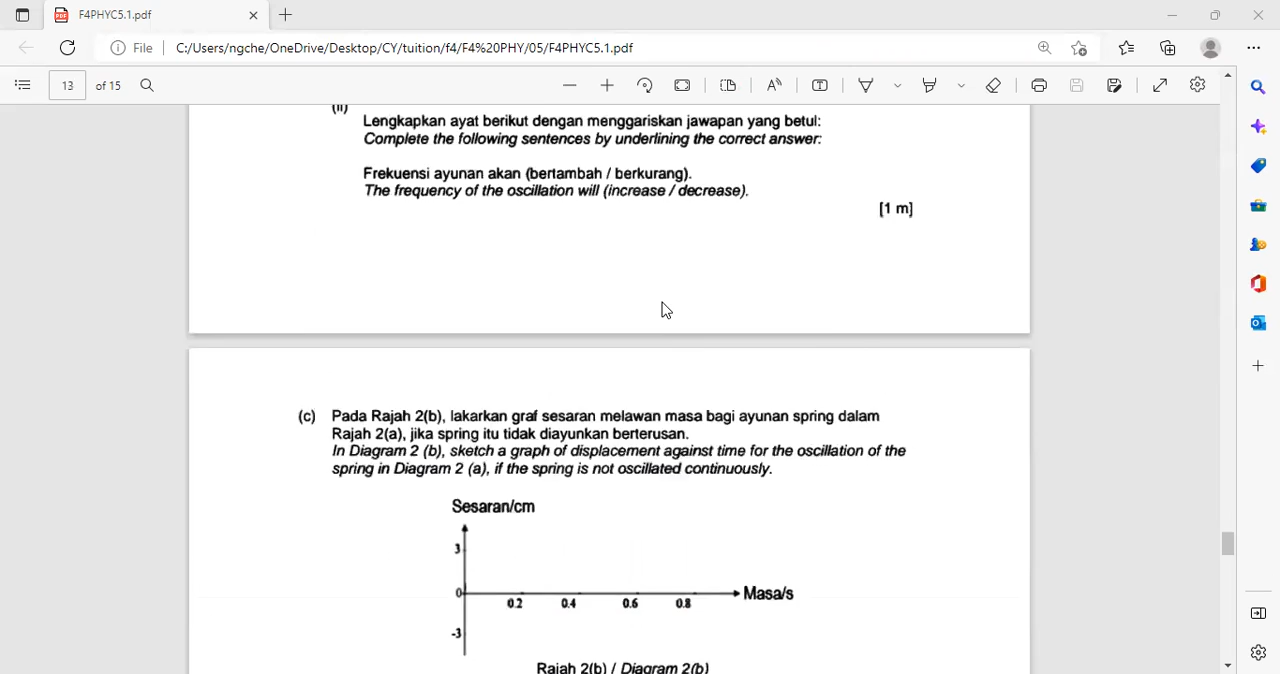 F4PHYC5.1.pdf
File
C:/Users/ngche/OneDrive/Desktop/CY/tuition/f4/F4%20PHY/05/F4PHYC5.1.pdf
13 of 15
(ii)
Lengkapkan ayat berikut dengan menggariskan jawapan yang betul:
Complete the following sentences by underlining the correct answer:
Frekuensi ayunan akan (bertambah / berkurang).
The frequency of the oscillation will (increase / decrease).
[1 m]
(c) Pada Rajah 2(b), lakarkan graf sesaran melawan masa bagi ayunan spring dalam
Rajah 2(a), jika spring itu tidak diayunkan berterusan.
In Diagram 2 (b), sketch a graph of displacement against time for the oscillation of the
spring in Diagram 2 (a), if the spring is not oscillated continuously.
Sesaran/cm
3
0
Masa/s
0.2 0.4 0.6 0.8
-3
Rajah 2(b) / Diagram 2(b)